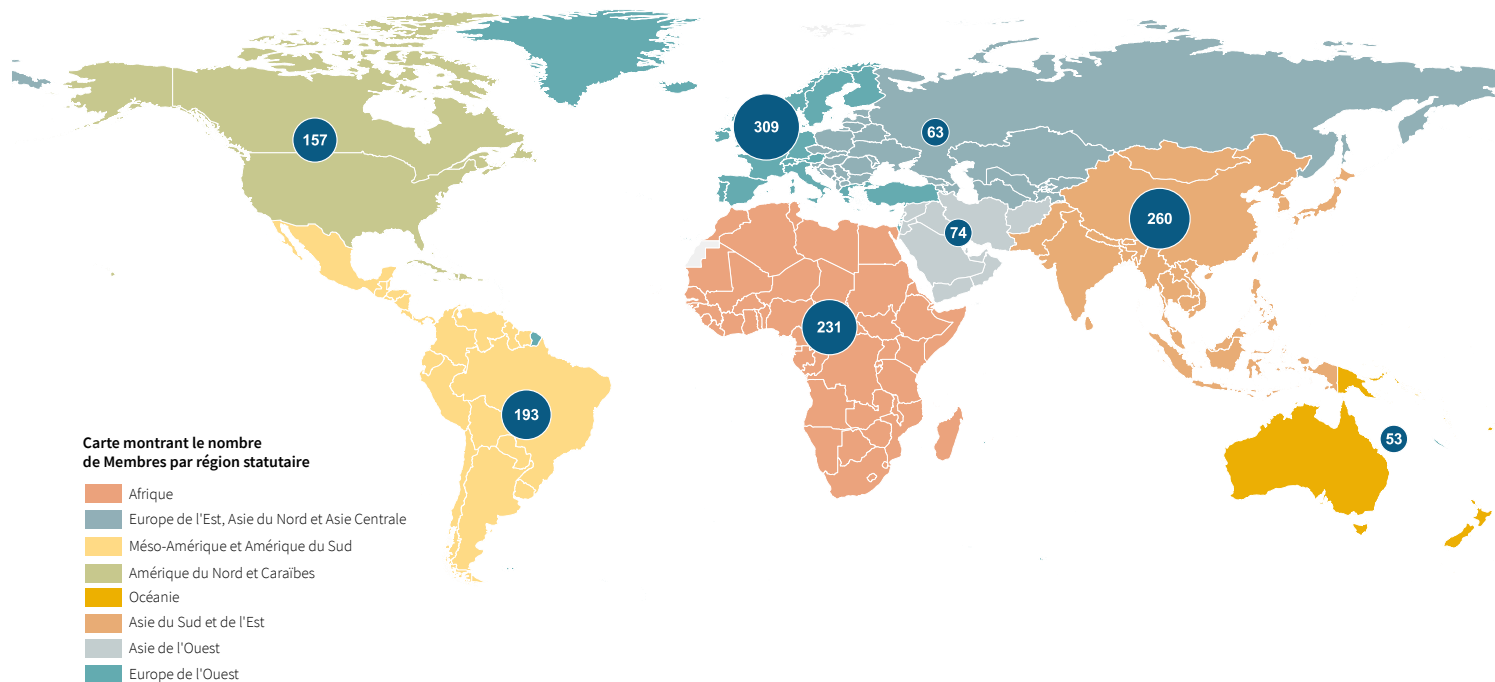 157
309
63
260
74
231
193
53
Carte montrant le nombre
de Membres par région statutaire
Afrique
Europe de l'Est, Asie du Nord et Asie Centrale
Méso-Amérique et Amérique du Sud
Amérique du Nord et Caraïbes
Océanie
Asie du Sud et de l'Est
Asie de l'Ouest
Europe de l'Ouest